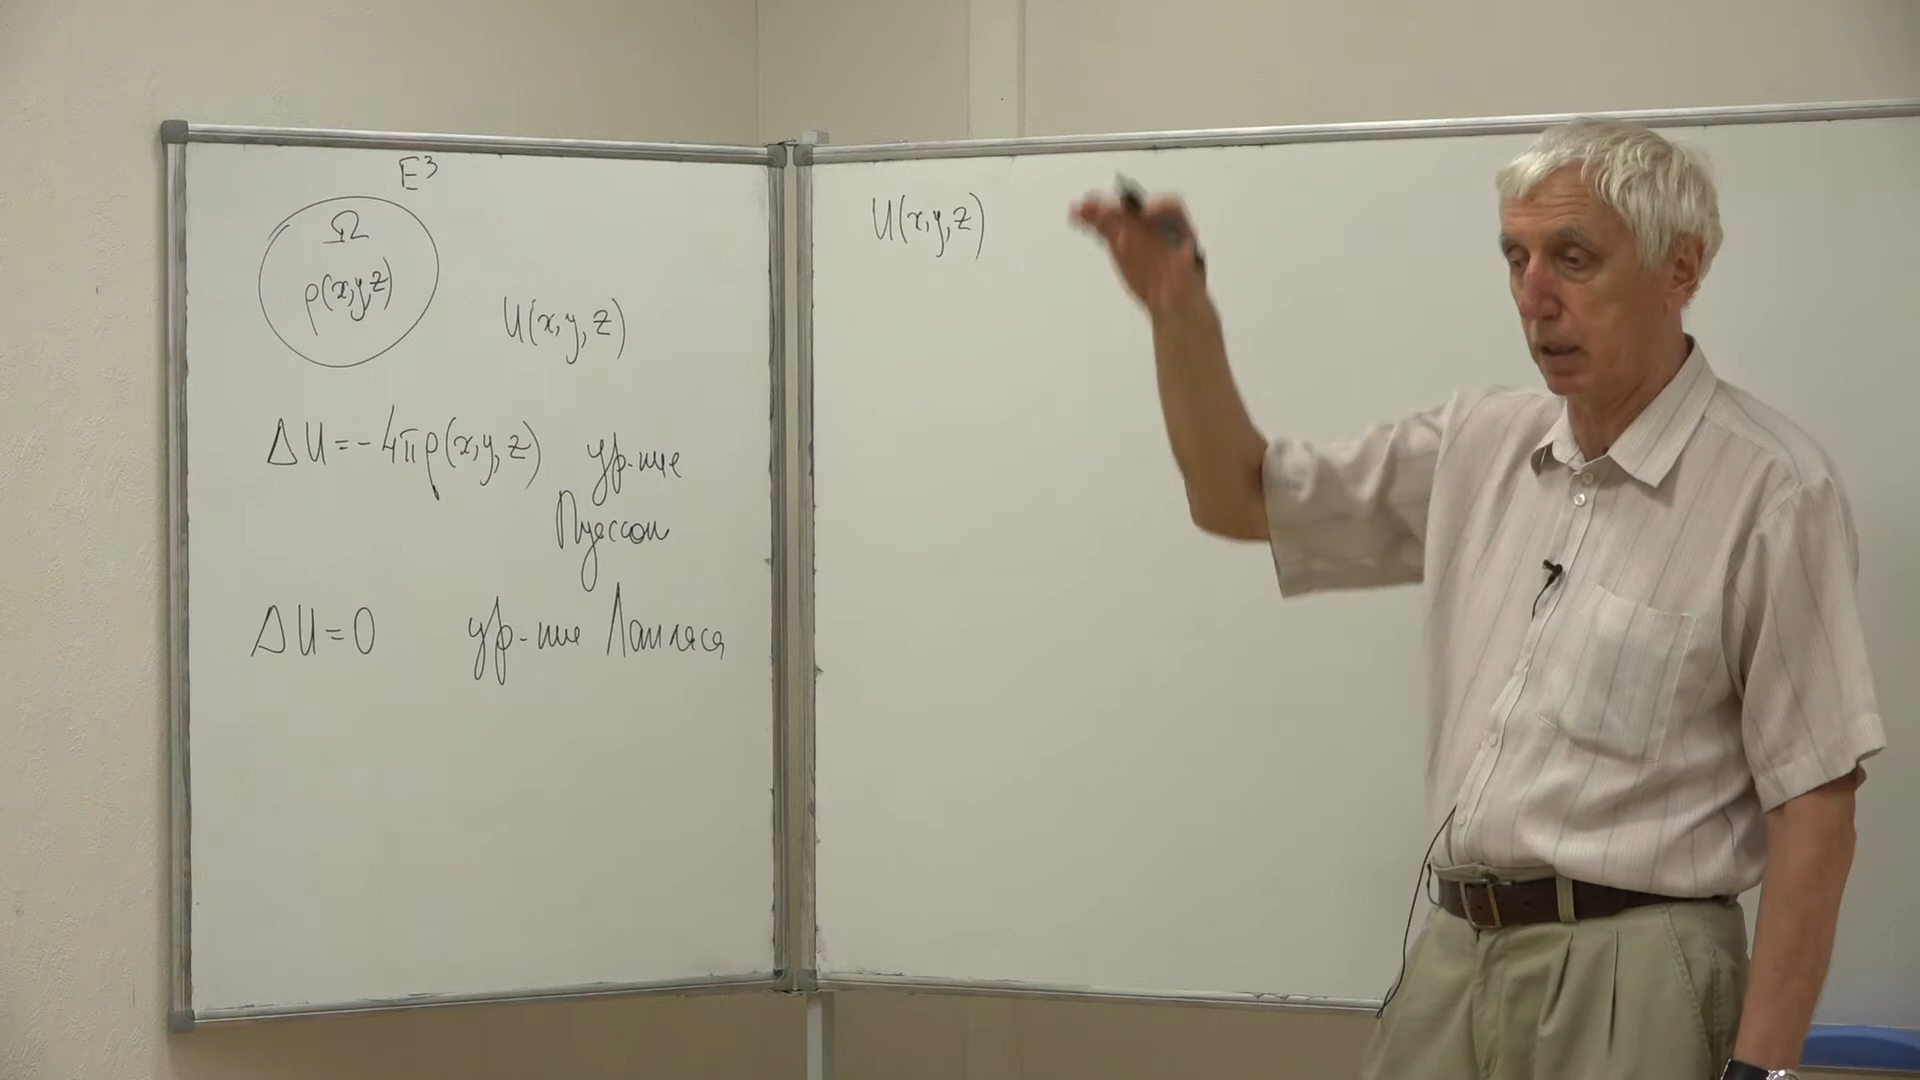 E³
Ω
ρ(x,y,z)
U(x,y,z)
ΔU=-4πρ(x,y,z) ур-ние
Пуассон
ΔU=0 ур-ние Лапласа
U(x,y,z)